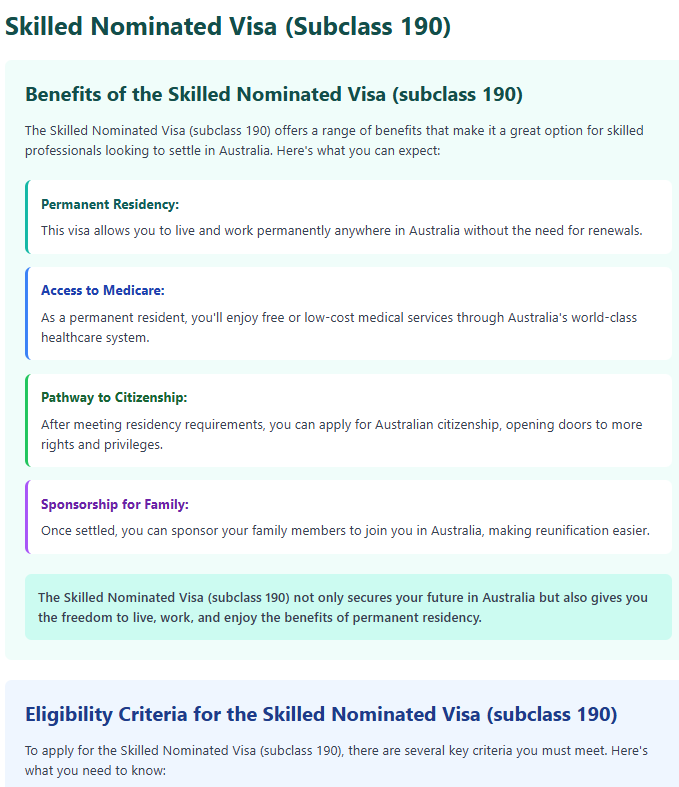 Skilled Nominated Visa (Subclass 190)
Benefits of the Skilled Nominated Visa (subclass 190)
The Skilled Nominated Visa (subclass 190) offers a range of benefits that make it a great option for skilled
professionals looking to settle in Australia. Here's what you can expect:
Permanent Residency:
This visa allows you to live and work permanently anywhere in Australia without the need for renewals.
Access to Medicare:
As a permanent resident, you'll enjoy free or low-cost medical services through Australia's world-class
healthcare system.
Pathway to Citizenship:
After meeting residency requirements, you can apply for Australian citizenship, opening doors to more
rights and privileges.
Sponsorship for Family:
Once settled, you can sponsor your family members to join you in Australia, making reunification easier.
The Skilled Nominated Visa (subclass 190) not only secures your future in Australia but also gives you
the freedom to live, work, and enjoy the benefits of permanent residency.
Eligibility Criteria for the Skilled Nominated Visa (subclass 190)
To apply for the Skilled Nominated Visa (subclass 190), there are several key criteria you must meet. Here's
what you need to know: